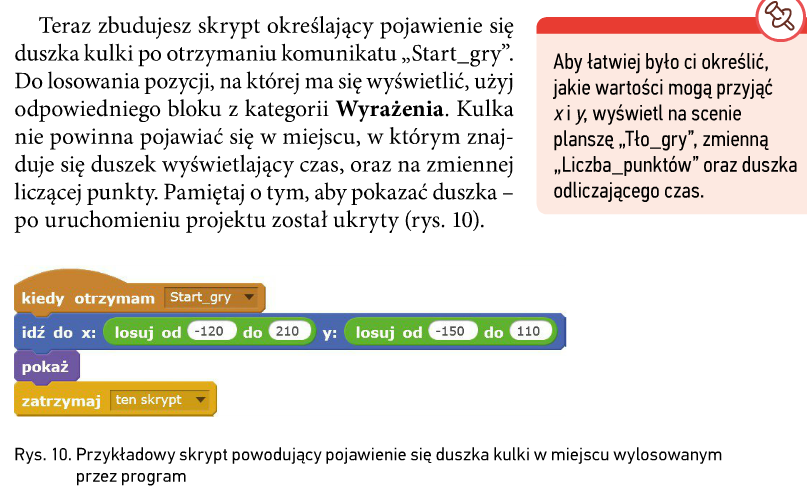 Teraz zbudujesz skrypt określający pojawienie się
duszka kulki po otrzymaniu komunikatu „Start_gry”.
Do losowania pozycji, na której ma się wyświetlić, użyj
odpowiedniego bloku z kategorii Wyrażenia. Kulka
nie powinna pojawiać się w miejscu, w którym znaj-
duje się duszek wyświetlający czas, oraz na zmiennej
liczącej punkty. Pamiętaj o tym, aby pokazać duszka –
po uruchomieniu projektu został ukryty (rys. 10).
Aby łatwiej było ci określić,
jakie wartości mogą przyjąć
x i y, wyświetl na scenie
planszę „Tło_gry”, zmienną
„Liczba_punktów” oraz duszka
odliczającego czas.
kiedy otrzymam Start_gry
idź do x: losuj od -120 do 210 y: losuj od -150 do 110
pokaż
zatrzymaj ten skrypt
Rys. 10. Przykładowy skrypt powodujący pojawienie się duszka kulki w miejscu wylosowanym
przez program